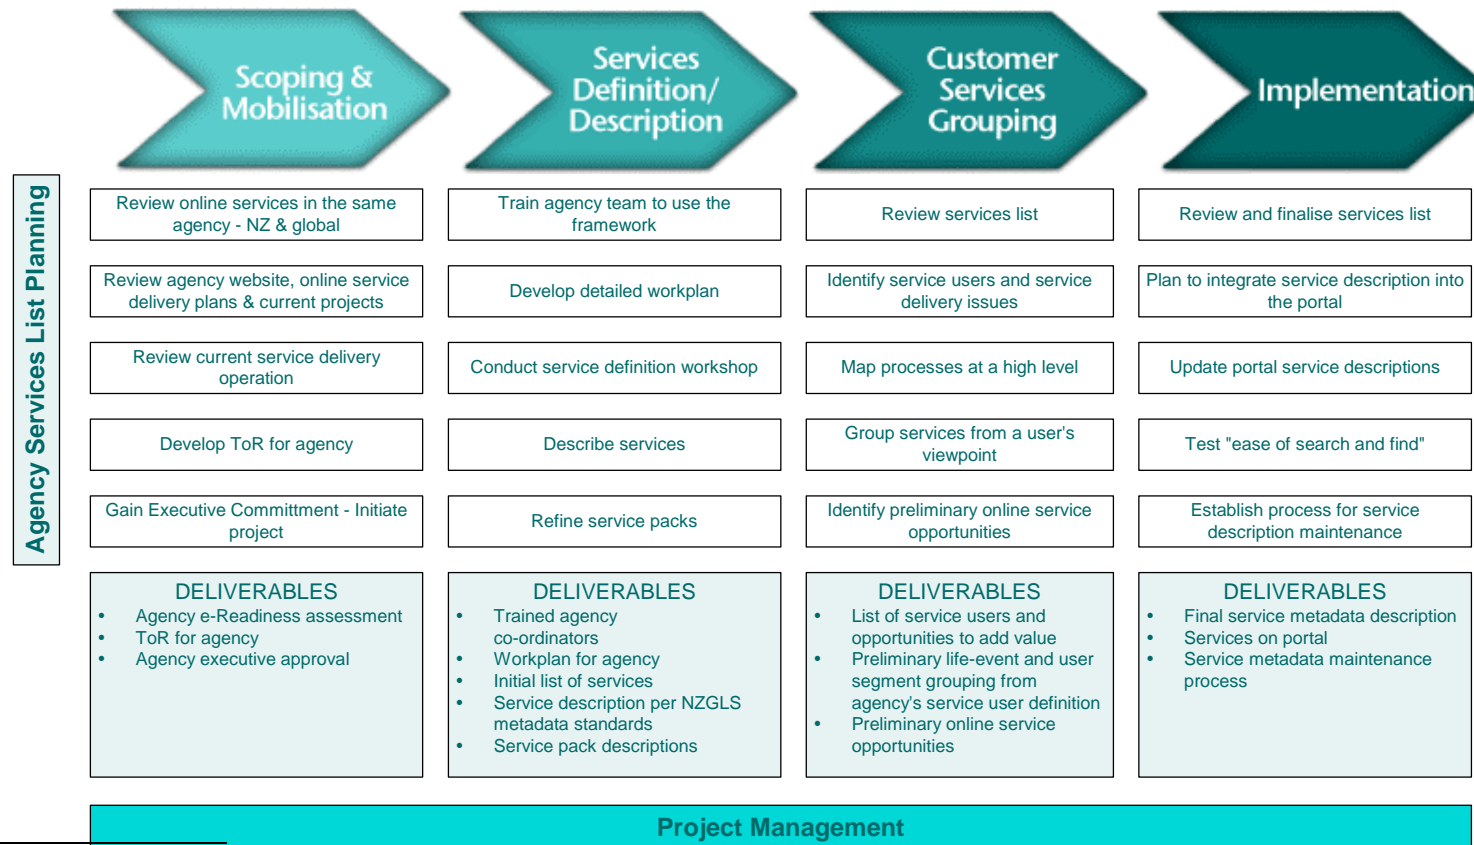 Scoping &
Mobilisation
Services
Definition/
Description
Customer
Services
Grouping
Implementation
Agency Services List Planning
Review online services in the same
agency - NZ & global
Review agency website, online service
delivery plans & current projects
Review current service delivery
operation
Develop ToR for agency
Gain Executive Committment - Initiate
project
DELIVERABLES
• Agency e-Readiness assessment
• ToR for agency
• Agency executive approval
Train agency team to use the
framework
Develop detailed workplan
Conduct service definition workshop
Describe services
Refine service packs
DELIVERABLES
• Trained agency
co-ordinators
• Workplan for agency
• Initial list of services
• Service description per NZGLS
metadata standards
• Service pack descriptions
Review services list
Identify service users and service
delivery issues
Map processes at a high level
Group services from a user's
viewpoint
Identify preliminary online service
opportunities
DELIVERABLES
• List of service users and
opportunities to add value
• Preliminary life-event and user
segment grouping from
agency's service user definition
• Preliminary online service
opportunities
Review and finalise services list
Plan to integrate service description into
the portal
Update portal service descriptions
Test "ease of search and find"
Establish process for service
description maintenance
DELIVERABLES
• Final service metadata description
• Services on portal
• Service metadata maintenance
process
Project Management